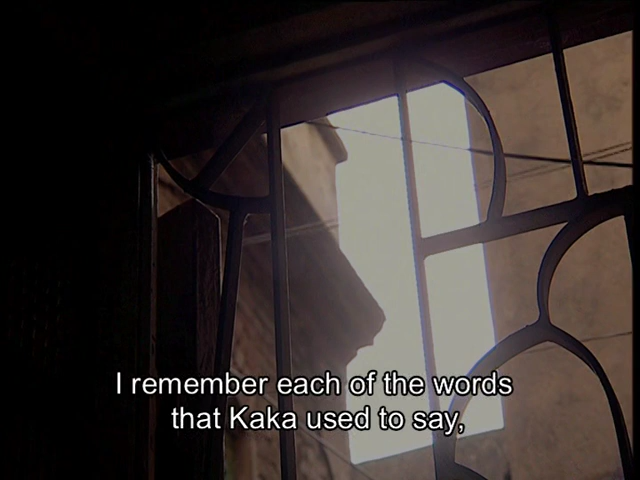 I remember each of the words
that Kaka used to say,